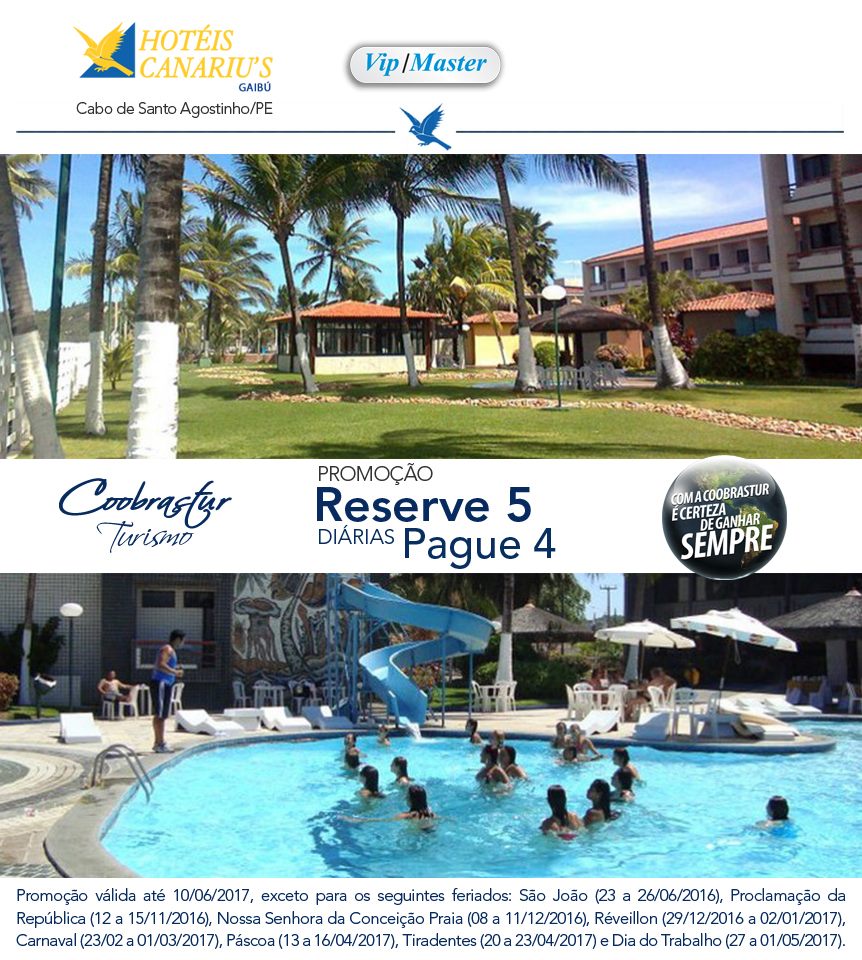 HOTÉIS
CANARIU'S
GAIBÚ
Cabo de Santo Agostinho/PE
Vip/Master
Coobrastur
Turismo
PROMOÇÃO
Reserve 5
DIÁRIAS Pague 4
COM A COOBRASTUR
É CERTEZA
DE GANHAR
SEMPRE
Promoção válida até 10/06/2017, exceto para os seguintes feriados: São João (23 a 26/06/2016), Proclamação da
República (12 a 15/11/2016), Nossa Senhora da Conceição Praia (08 a 11/12/2016), Réveillon (29/12/2016 a 02/01/2017),
Carnaval (23/02 a 01/03/2017), Páscoa (13 a 16/04/2017), Tiradentes (20 a 23/04/2017) e Dia do Trabalho (27 a 01/05/2017).